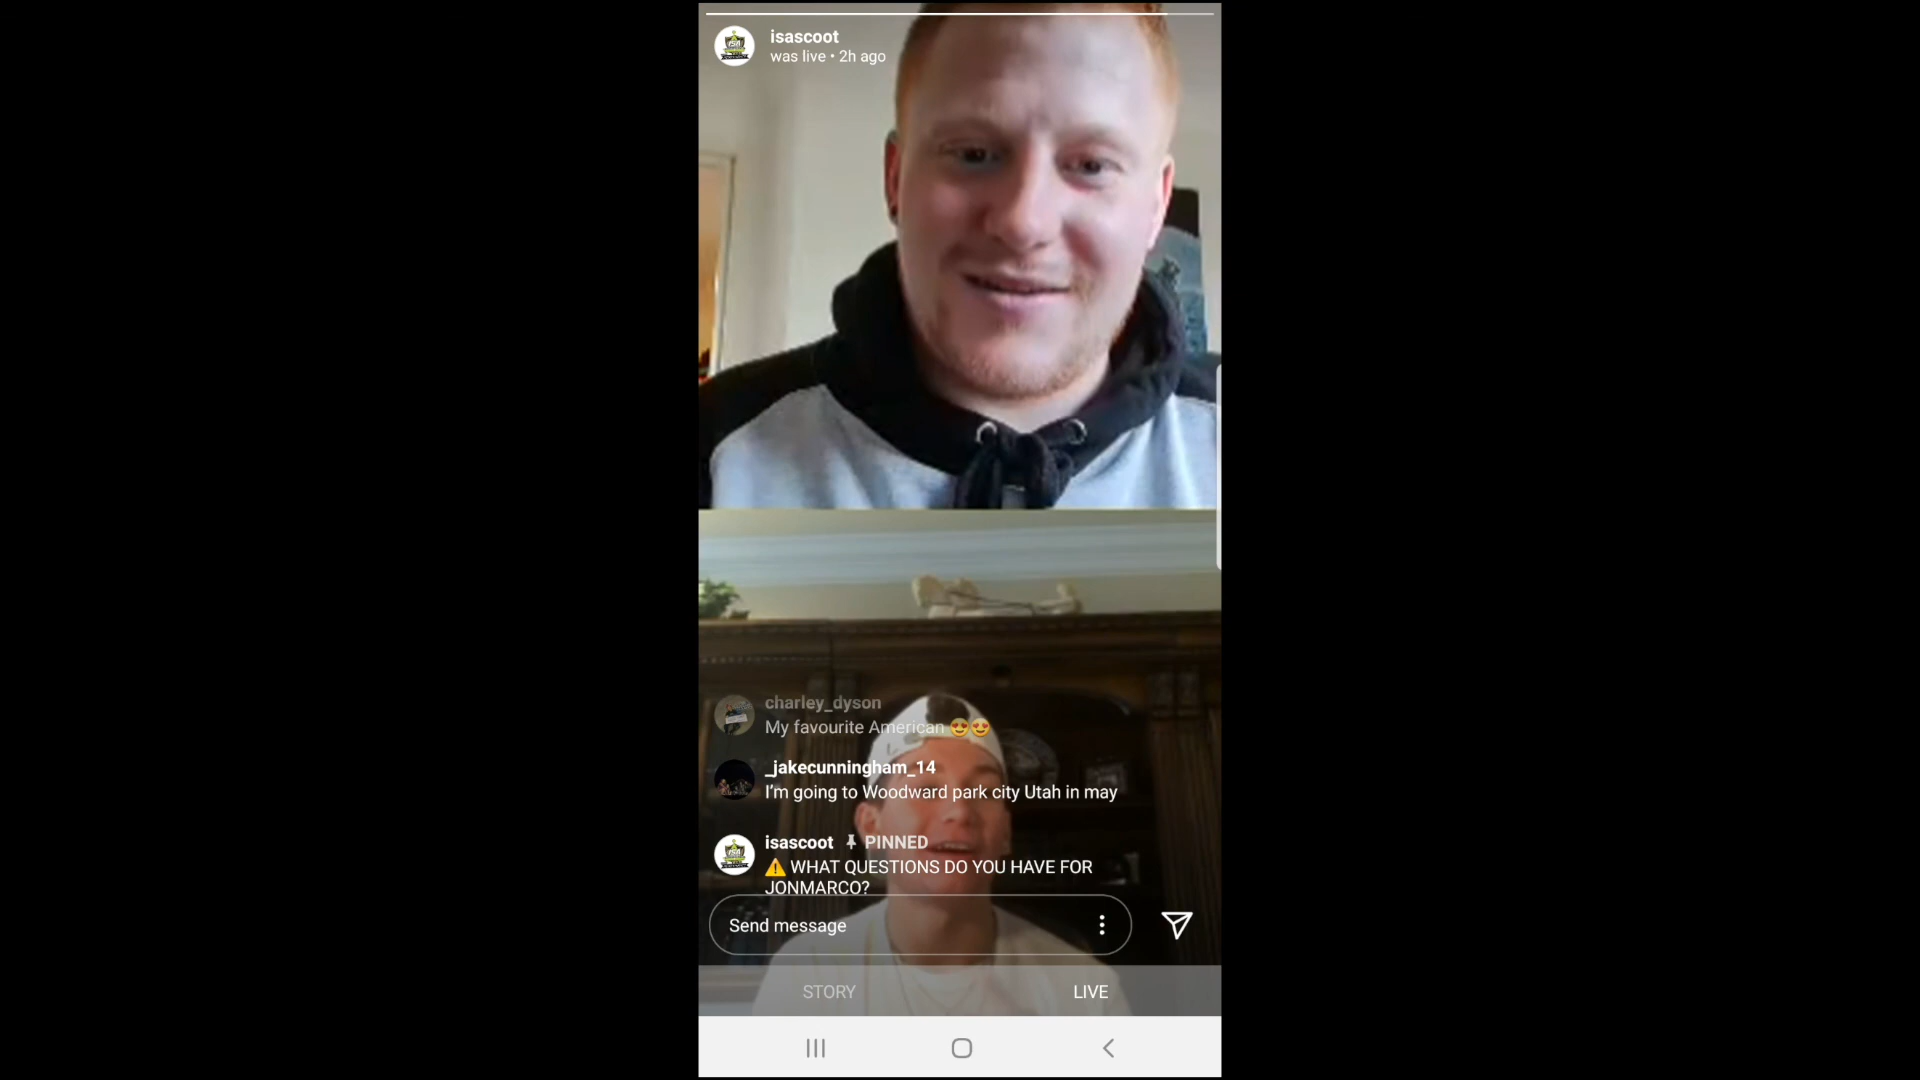 isascoot
was live • 2h ago
charley_dyson
My favourite American 😍😍
_jakecunningham_14
I'm going to Woodward park city Utah in may
isascoot PINNED
⚠️ WHAT QUESTIONS DO YOU HAVE FOR
JONMARCO?
Send message
STORY
LIVE